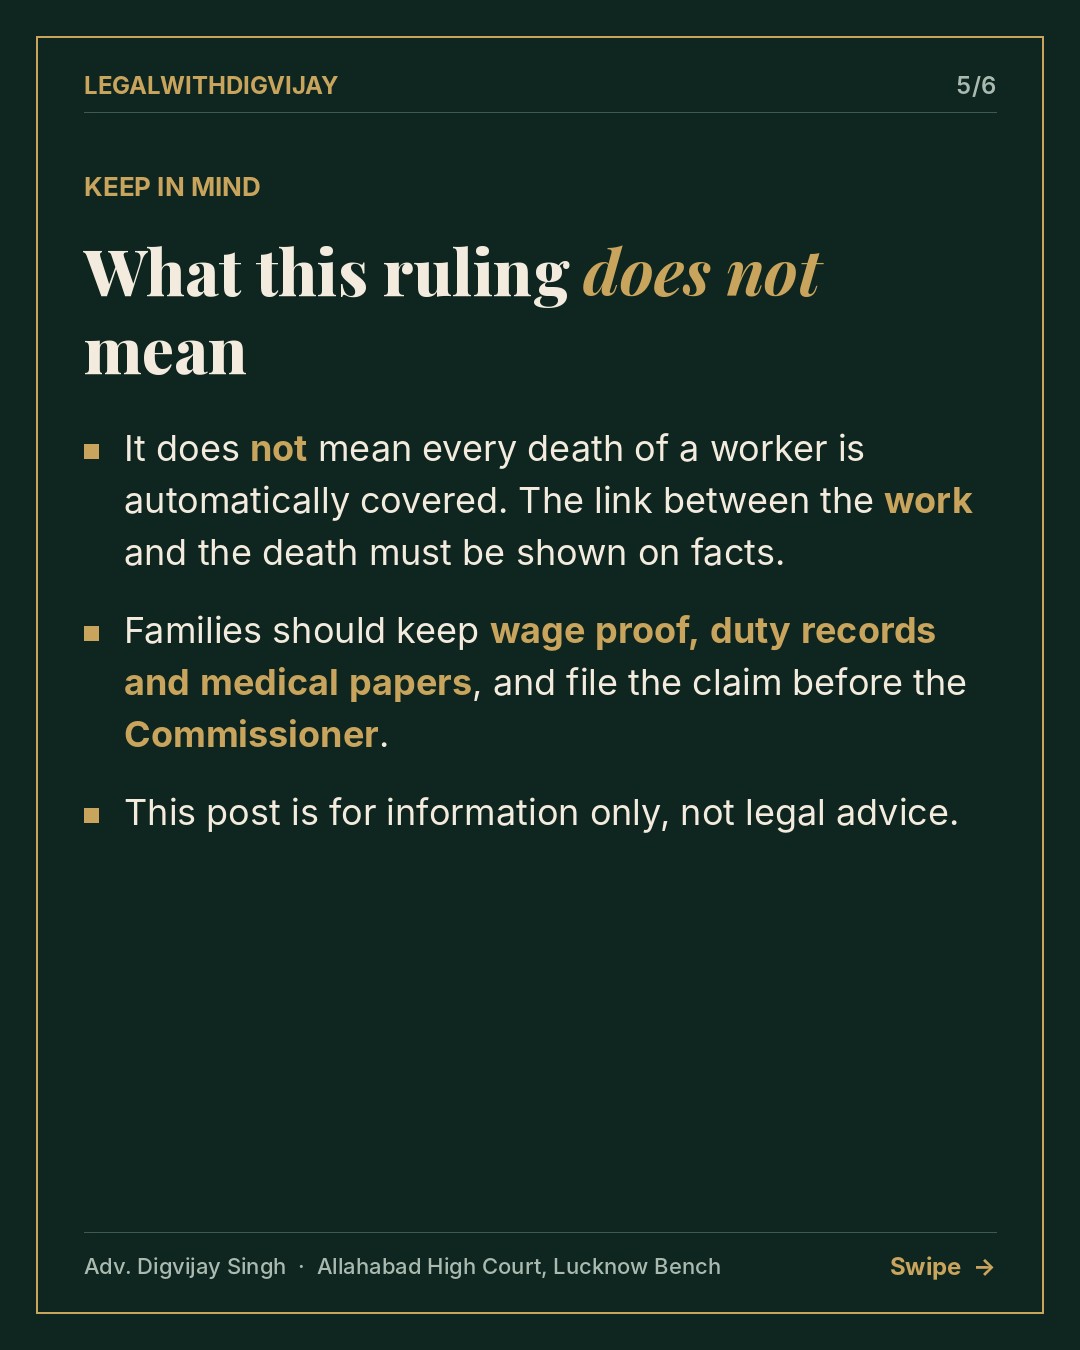 LEGALWITHDIGVIJAY
5/6
KEEP IN MIND
What this ruling does not
mean
It does not mean every death of a worker is
automatically covered. The link between the work
and the death must be shown on facts.
Families should keep wage proof, duty records
and medical papers, and file the claim before the
Commissioner.
This post is for information only, not legal advice.
Adv. Digvijay Singh · Allahabad High Court, Lucknow Bench
Swipe →